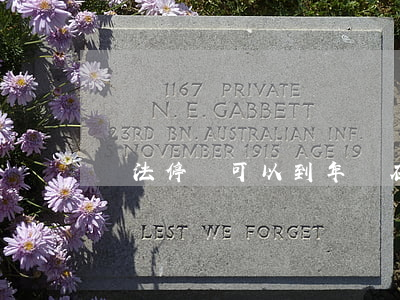 1167 PRIVATE
N. E. GABBETT
23RD BN. AUSTRALIAN INF.
NOVEMBER 1915 AGE 19
法停 可以到年
LEST WE FORGET